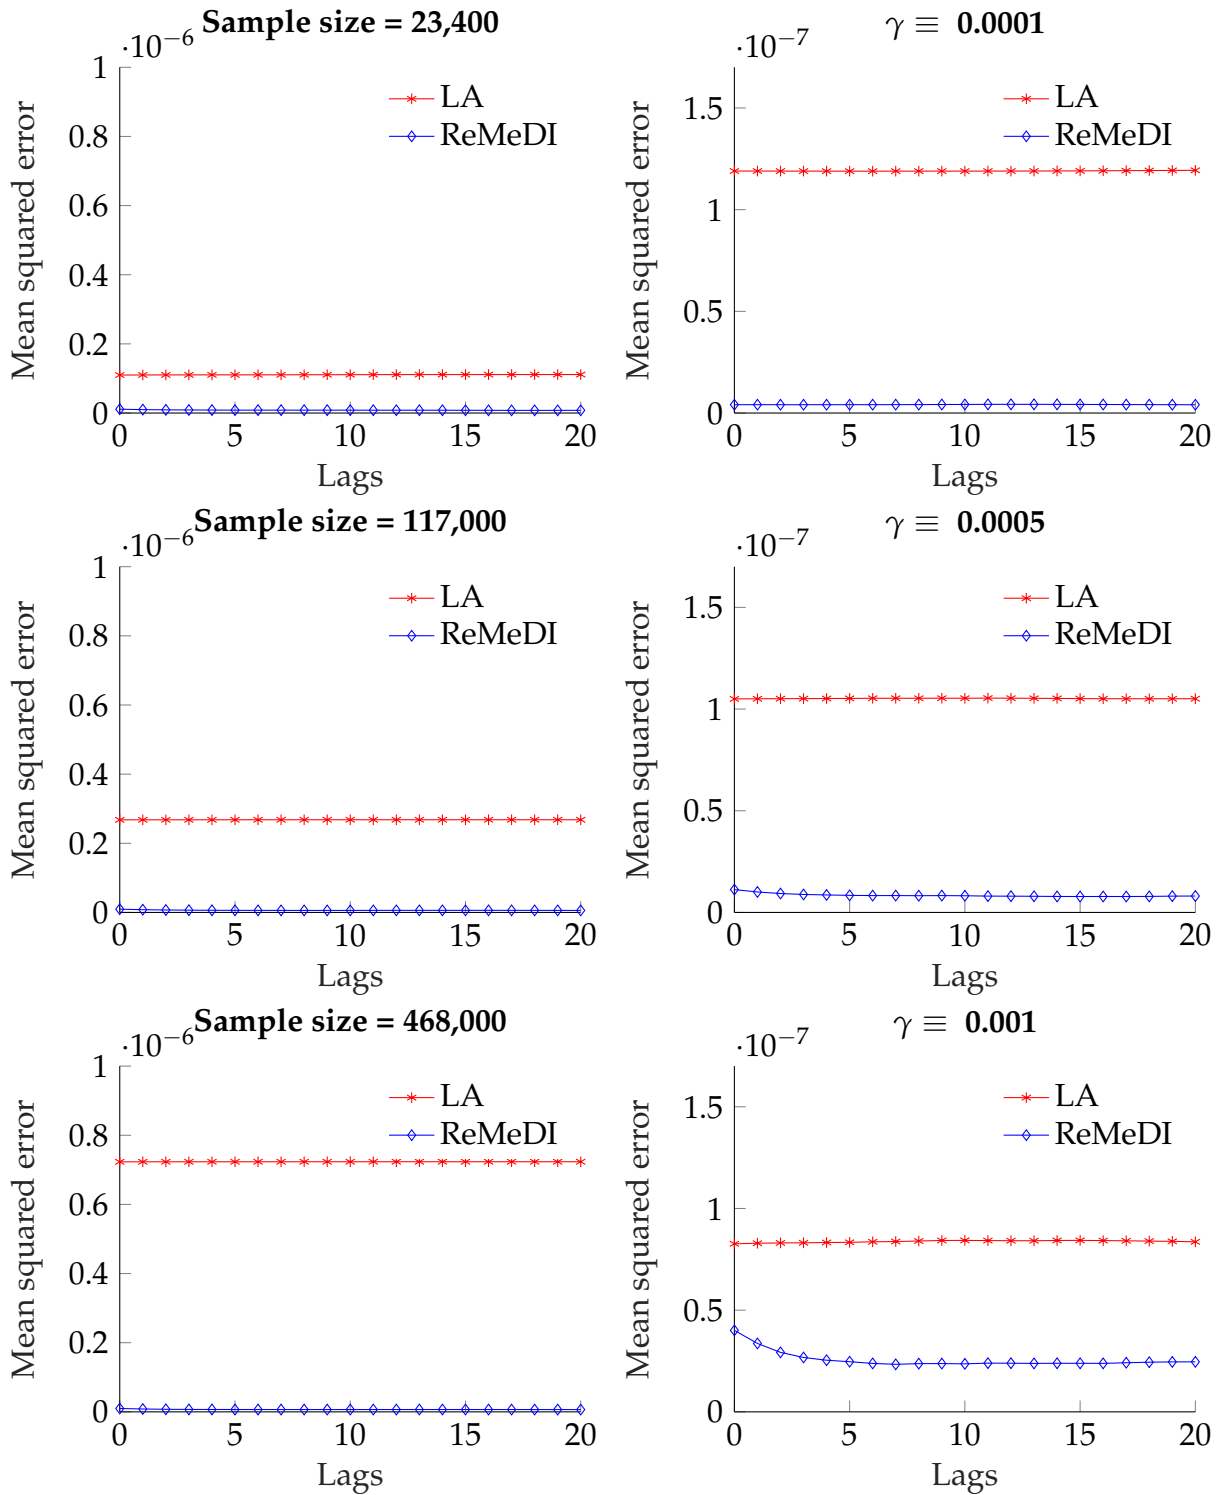 Sample size = 23,400
·10⁻⁶
1
0.8
0.6
0.4
0.2
0
0 5 10 15 20
Mean squared error
Lags
LA
ReMeDI
γ ≡ 0.0001
·10⁻⁷
1.5
1
0.5
0
0 5 10 15 20
Mean squared error
Lags
LA
ReMeDI
Sample size = 117,000
·10⁻⁶
1
0.8
0.6
0.4
0.2
0
0 5 10 15 20
Mean squared error
Lags
LA
ReMeDI
γ ≡ 0.0005
·10⁻⁷
1.5
1
0.5
0
0 5 10 15 20
Mean squared error
Lags
LA
ReMeDI
Sample size = 468,000
·10⁻⁶
1
0.8
0.6
0.4
0.2
0
0 5 10 15 20
Mean squared error
Lags
LA
ReMeDI
γ ≡ 0.001
·10⁻⁷
1.5
1
0.5
0
0 5 10 15 20
Mean squared error
Lags
LA
ReMeDI